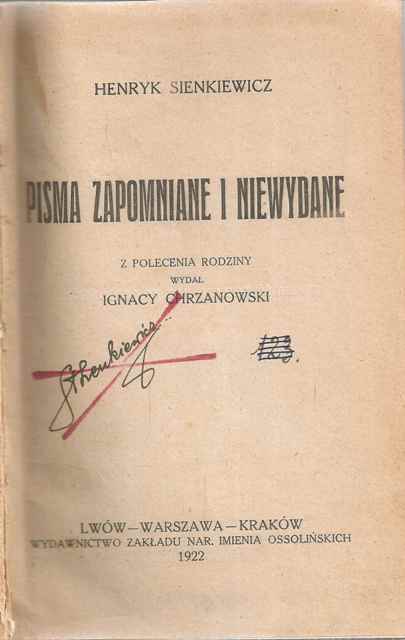 HENRYK SIENKIEWICZ
PISMA ZAPOMNIANE I NIEWYDANE
Z POLECENIA RODZINY
WYDAŁ
IGNACY CHRZANOWSKI
123.
LWÓW—WARSZAWA—KRAKÓW
WYDAWNICTWO ZAKŁADU NAR. IMIENIA OSSOLIŃSKICH
1922